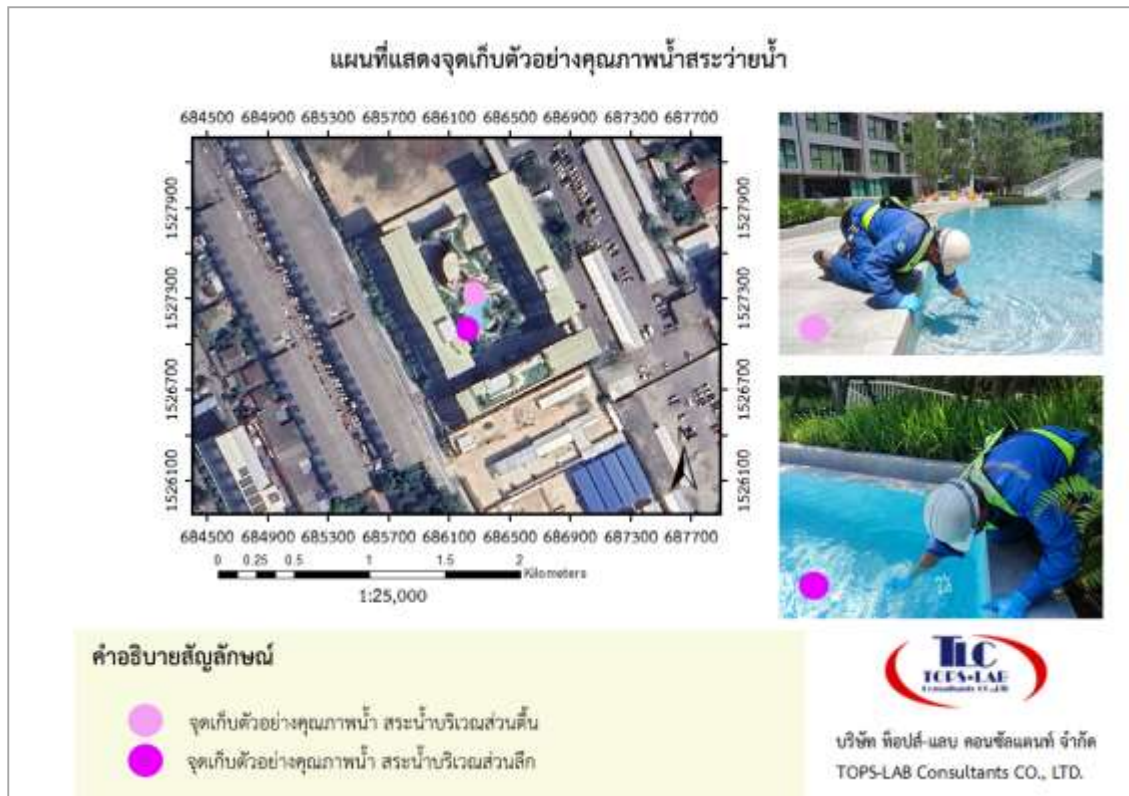 แผนที่แสดงจุดเก็บตัวอย่างคุณภาพน้ำสระว่ายน้ำ
684500 684900 685300 685700 686100 686500 686900 687300 687700
1527900
1527300
1526700
1526100
1527900
1527300
1526700
1526100
684500 684900 685300 685700 686100 686500 686900 687300 687700
0 0.25 0.5 1 1.5 2
Kilometers
1:25,000
คำอธิบายสัญลักษณ์
จุดเก็บตัวอย่างคุณภาพน้ำ สระน้ำบริเวณส่วนตื้น
จุดเก็บตัวอย่างคุณภาพน้ำ สระน้ำบริเวณส่วนลึก
TLC
TOPS-LAB
Consultants CO.,LTD
บริษัท ท็อปส์-แลบ คอนซัลแตนท์ จำกัด
TOPS-LAB Consultants CO., LTD.